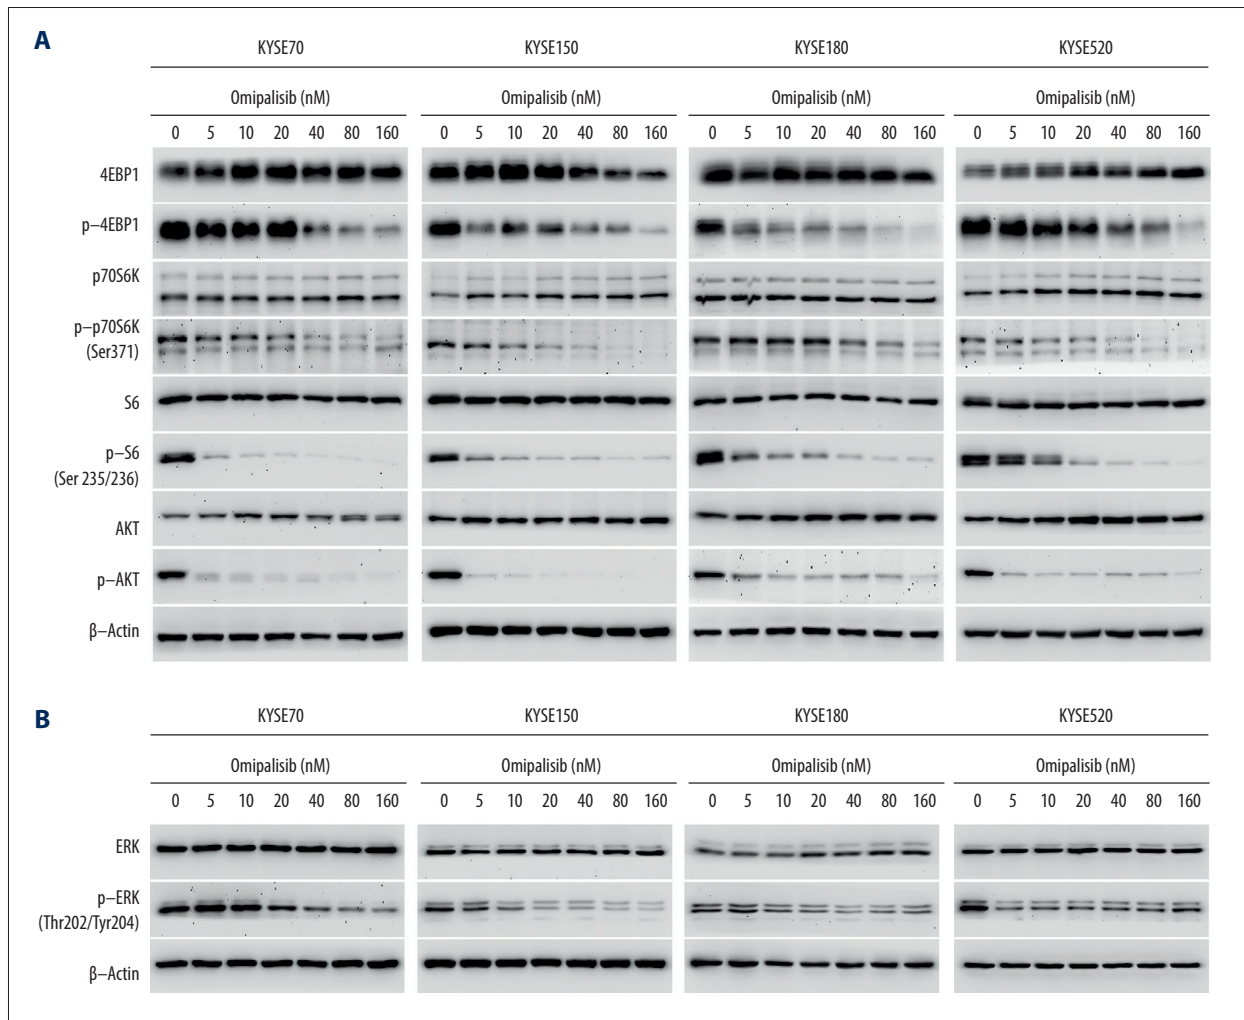 A
KYSE70 KYSE150 KYSE180 KYSE520
Omipalisib (nM) Omipalisib (nM) Omipalisib (nM) Omipalisib (nM)
0 5 10 20 40 80 160 0 5 10 20 40 80 160 0 5 10 20 40 80 160 0 5 10 20 40 80 160
4EBP1
p–4EBP1
p70S6K
p–p70S6K
(Ser371)
S6
p–S6
(Ser 235/236)
AKT
p–AKT
β–Actin
B
KYSE70 KYSE150 KYSE180 KYSE520
Omipalisib (nM) Omipalisib (nM) Omipalisib (nM) Omipalisib (nM)
0 5 10 20 40 80 160 0 5 10 20 40 80 160 0 5 10 20 40 80 160 0 5 10 20 40 80 160
ERK
p–ERK
(Thr202/Tyr204)
β–Actin